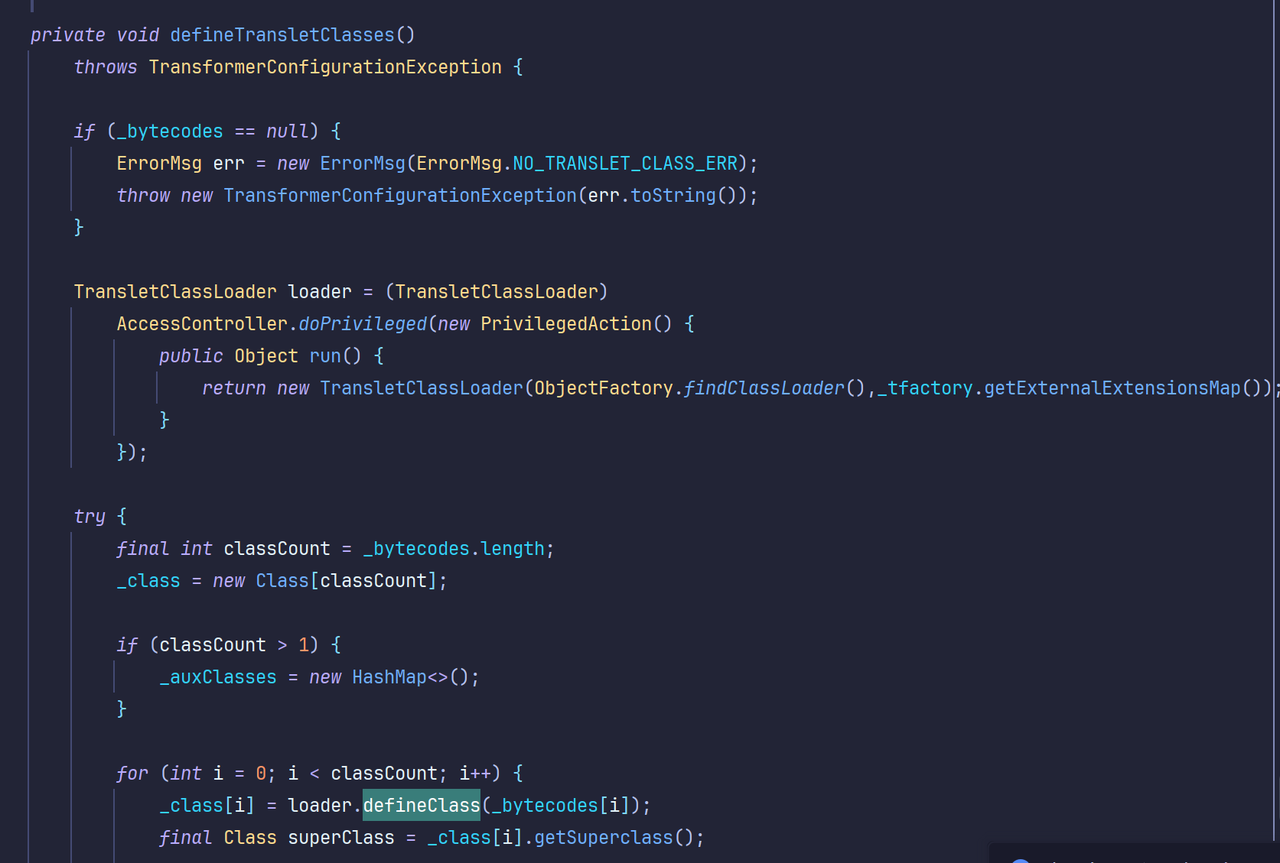 private void defineTransletClasses()
    throws TransformerConfigurationException {

    if (_bytecodes == null) {
        ErrorMsg err = new ErrorMsg(ErrorMsg.NO_TRANSLET_CLASS_ERR);
        throw new TransformerConfigurationException(err.toString());
    }

    TransletClassLoader loader = (TransletClassLoader)
        AccessController.doPrivileged(new PrivilegedAction() {
            public Object run() {
                return new TransletClassLoader(ObjectFactory.findClassLoader(),_tfactory.getExternalExtensionsMap());
            }
        });

    try {
        final int classCount = _bytecodes.length;
        _class = new Class[classCount];

        if (classCount > 1) {
            _auxClasses = new HashMap<>();
        }

        for (int i = 0; i < classCount; i++) {
            _class[i] = loader.defineClass(_bytecodes[i]);
            final Class superClass = _class[i].getSuperclass();